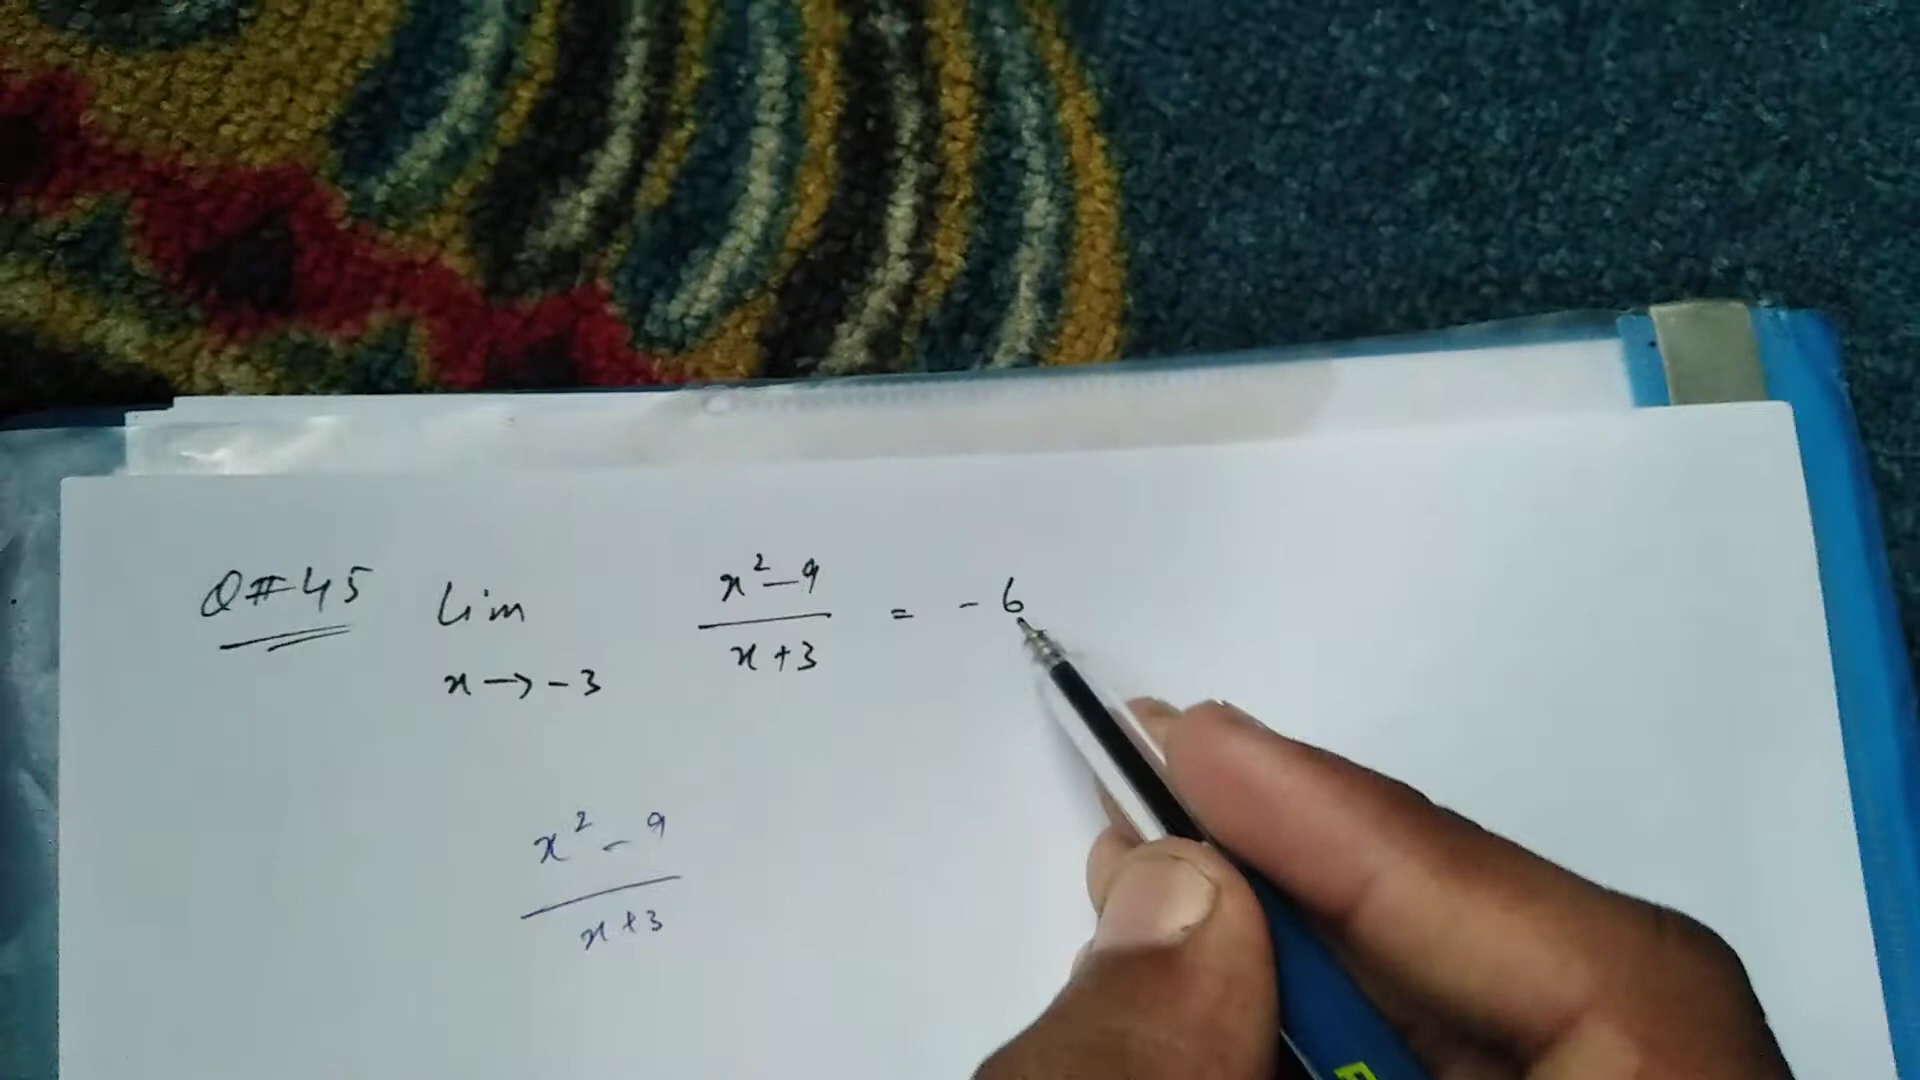 Q#45 Lim x→-3 x²-9 / x+3 = -6
x²-9 / x+3